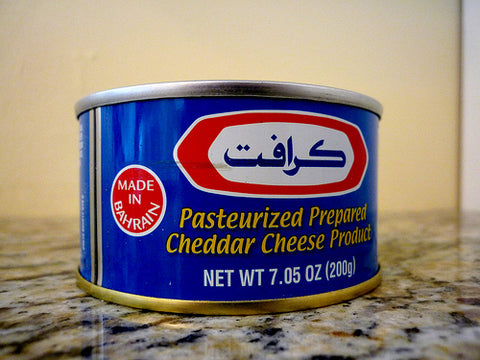 كرافت
MADE
IN
BAHRAIN
Pasteurized Prepared
Cheddar Cheese Product
NET WT 7.05 OZ (200g)